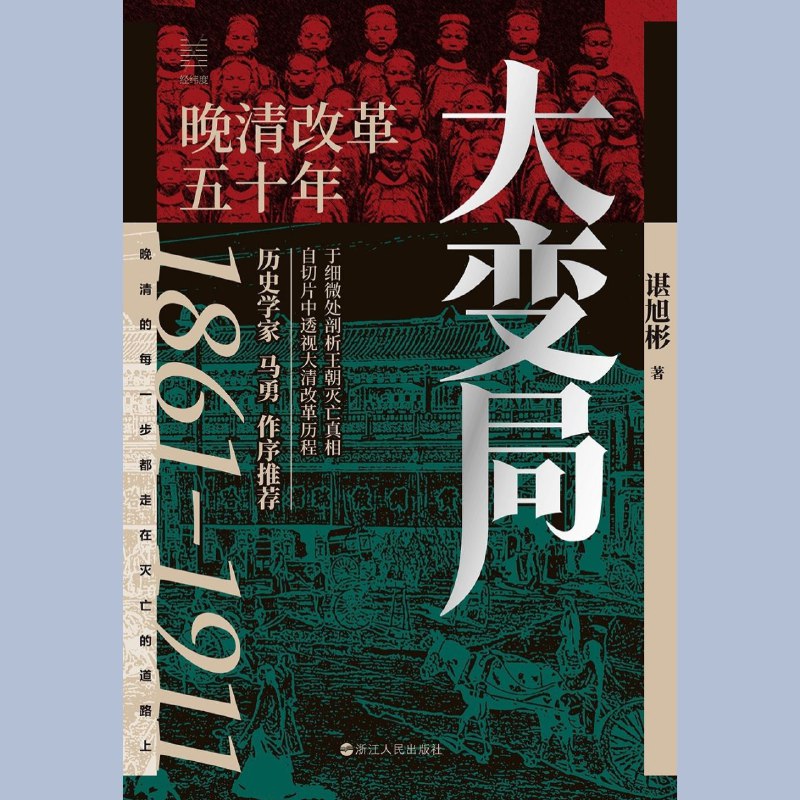 经纬度
晚清改革
五十年
大变局
1861–1911
谌旭彬 著
于细微处剖析王朝灭亡真相
自切片中透视大清改革历程
历史学家 马勇 作序推荐
晚清的每一步都走在灭亡的道路上
浙江人民出版社